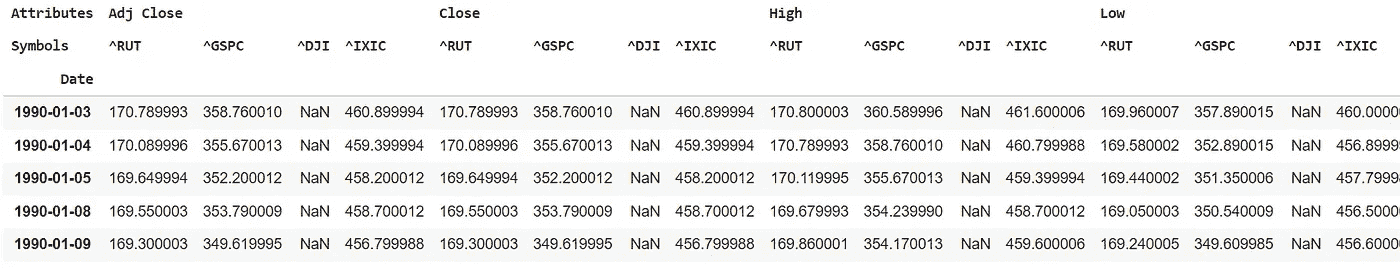 Attributes Adj Close Close High Low
Symbols ^RUT ^GSPC ^DJI ^IXIC ^RUT ^GSPC ^DJI ^IXIC ^RUT ^GSPC ^DJI ^IXIC ^RUT ^GSPC ^DJI ^IXIC
Date
1990-01-03 170.789993 358.760010 NaN 460.899994 170.789993 358.760010 NaN 460.899994 170.800003 360.589996 NaN 461.600006 169.960007 357.890015 NaN 460.0000
1990-01-04 170.089996 355.670013 NaN 459.399994 170.089996 355.670013 NaN 459.399994 170.789993 358.760010 NaN 460.799988 169.580002 352.890015 NaN 456.8999
1990-01-05 169.649994 352.200012 NaN 458.200012 169.649994 352.200012 NaN 458.200012 170.119995 355.670013 NaN 459.399994 169.440002 351.350006 NaN 457.7999
1990-01-08 169.550003 353.790009 NaN 458.700012 169.550003 353.790009 NaN 458.700012 169.679993 354.239990 NaN 458.700012 169.050003 350.540009 NaN 456.5000
1990-01-09 169.300003 349.619995 NaN 456.799988 169.300003 349.619995 NaN 456.799988 169.860001 354.170013 NaN 459.600006 169.240005 349.609985 NaN 456.6000